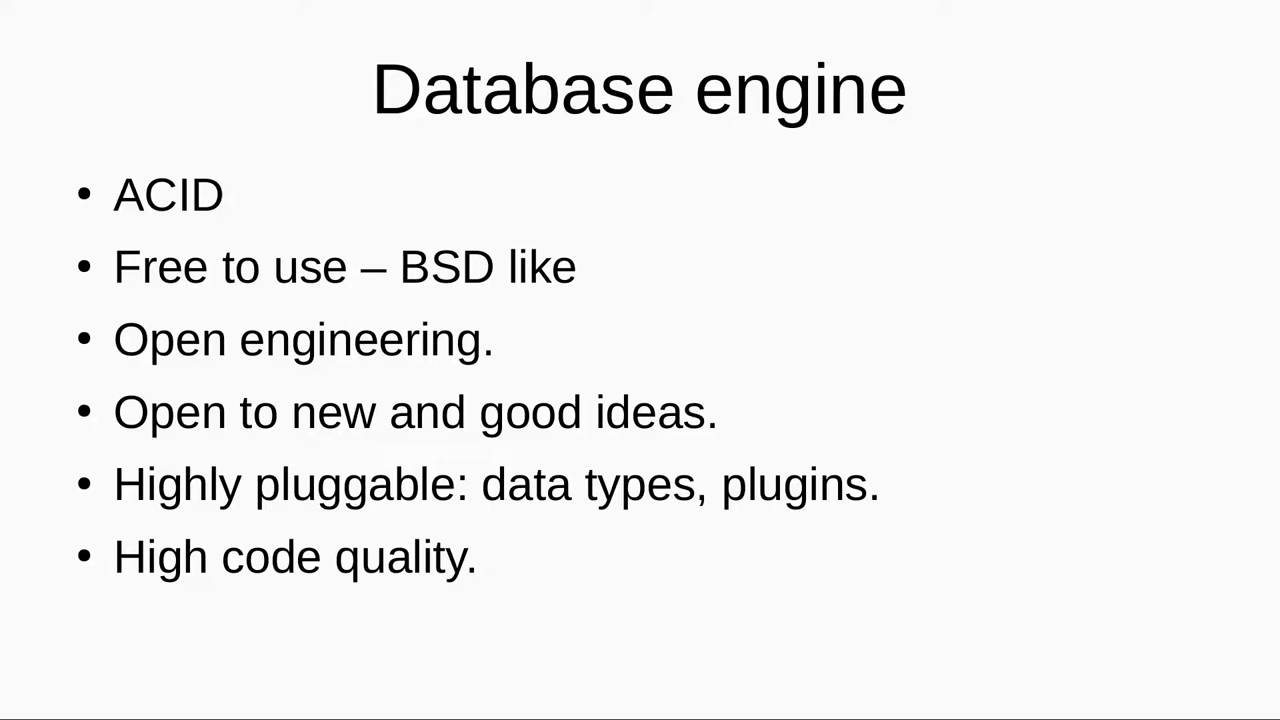 Database engine
• ACID
• Free to use – BSD like
• Open engineering.
• Open to new and good ideas.
• Highly pluggable: data types, plugins.
• High code quality.